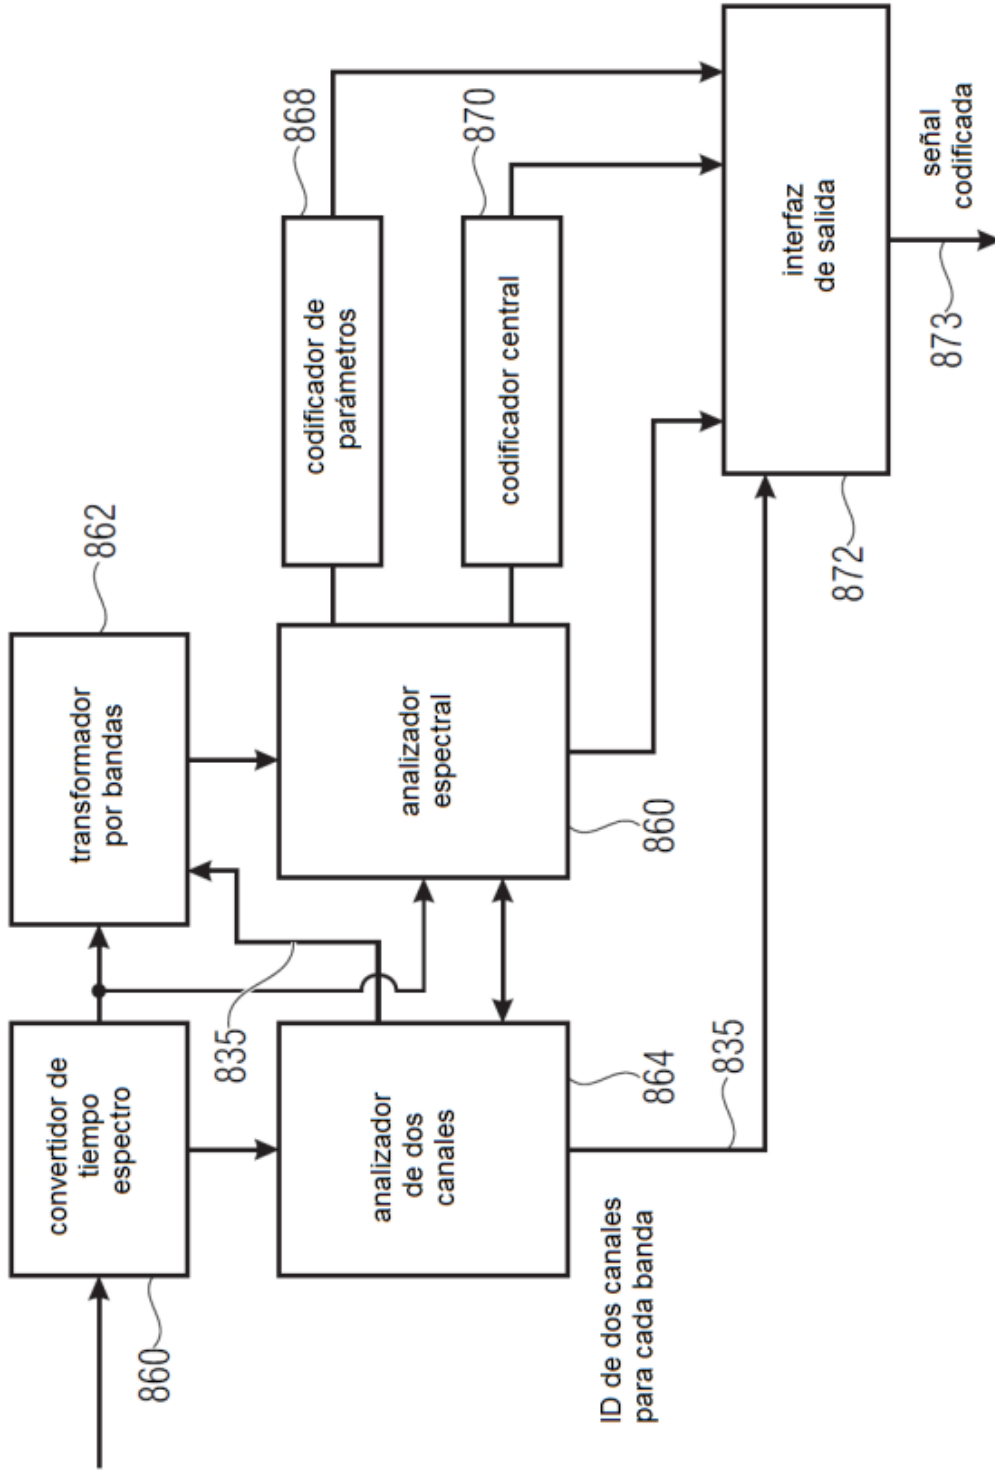 convertidor de
tiempo
espectro
860
transformador
por bandas
862
835
analizador
de dos
canales
864
analizador
espectral
860
codificador de
parámetros
868
codificador central
870
ID de dos canales
para cada banda
835
interfaz
de salida
872
873
señal
codificada